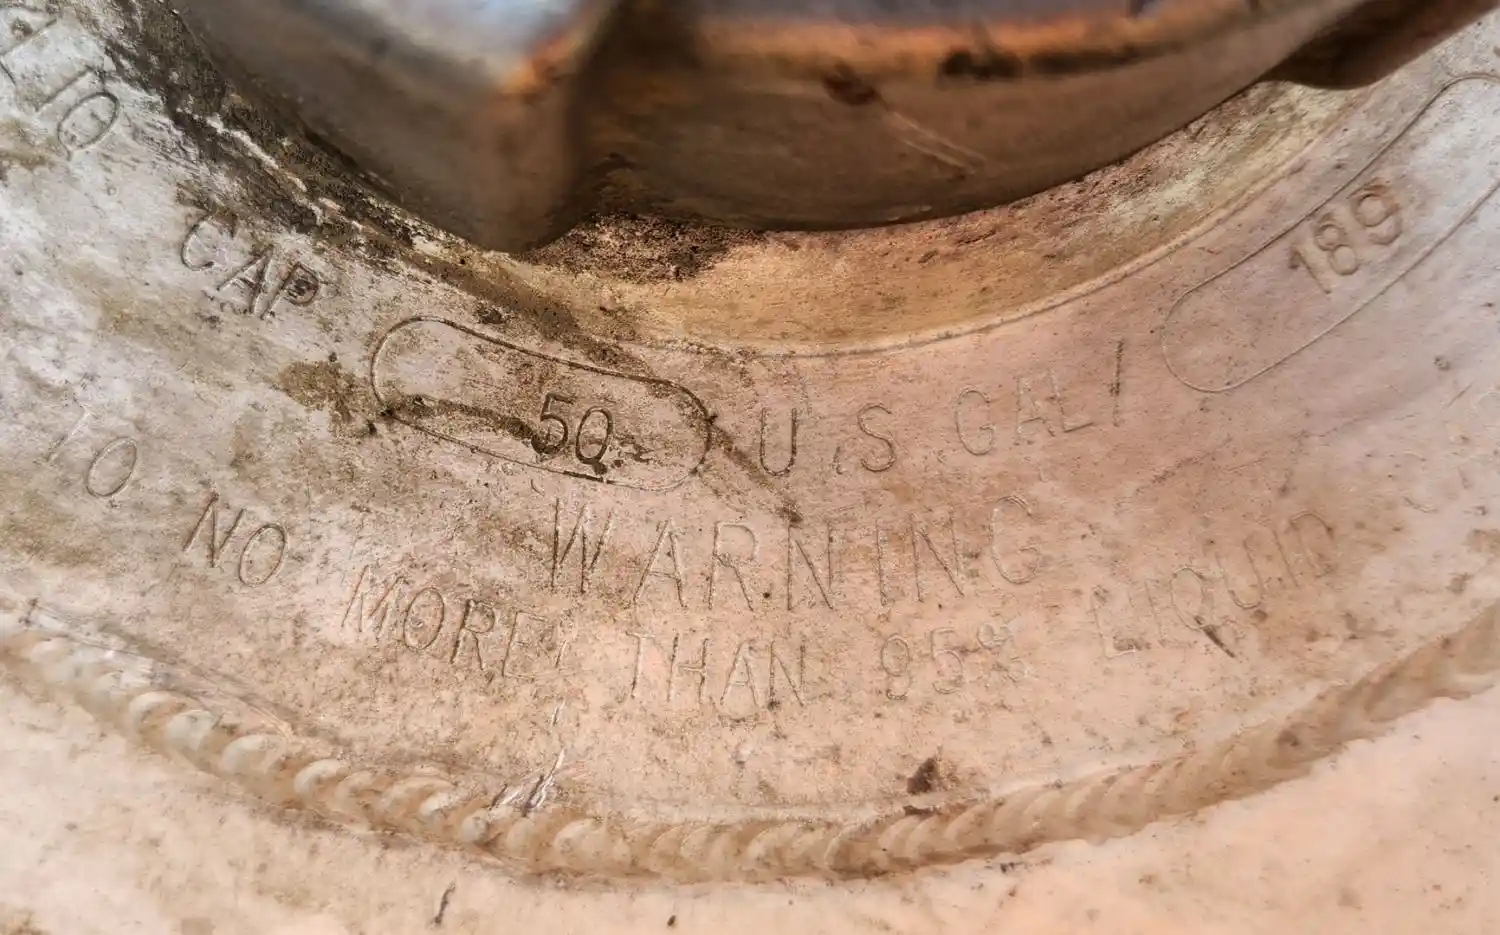 CAP 50 U.S GAL/ 189
WARNING
TO NO MORE THAN 95% LIQUID